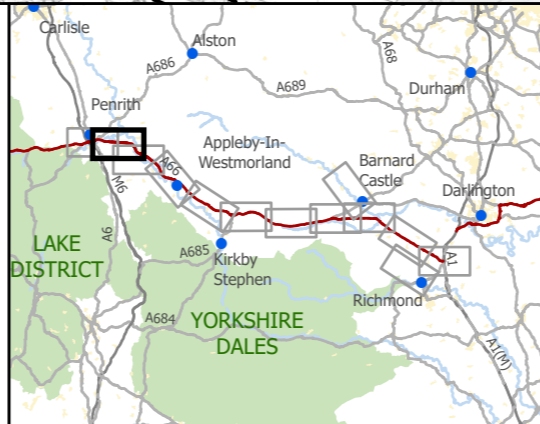 Carlisle
Alston
A686
A68
A689
Durham
Penrith
Appleby-In-
Westmorland
Barnard
Castle
A66
Darlington
M6
A6
LAKE
DISTRICT
A685
Kirkby
Stephen
A1
Richmond
A684
YORKSHIRE
DALES
A1(M)